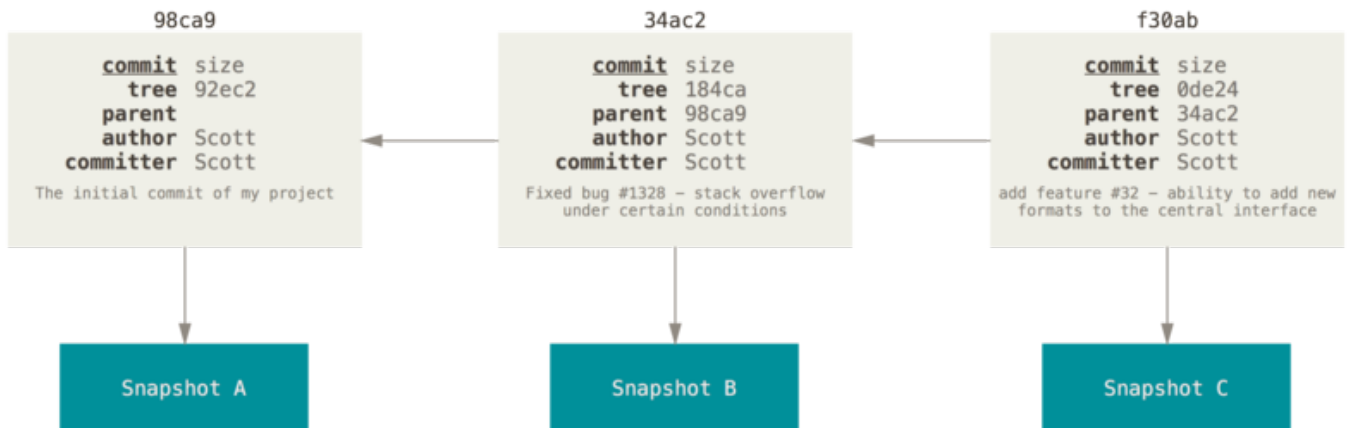 98ca9
commit size
tree 92ec2
parent
author Scott
committer Scott
The initial commit of my project
Snapshot A
34ac2
commit size
tree 184ca
parent 98ca9
author Scott
committer Scott
Fixed bug #1328 – stack overflow
under certain conditions
Snapshot B
f30ab
commit size
tree 0de24
parent 34ac2
author Scott
committer Scott
add feature #32 – ability to add new
formats to the central interface
Snapshot C